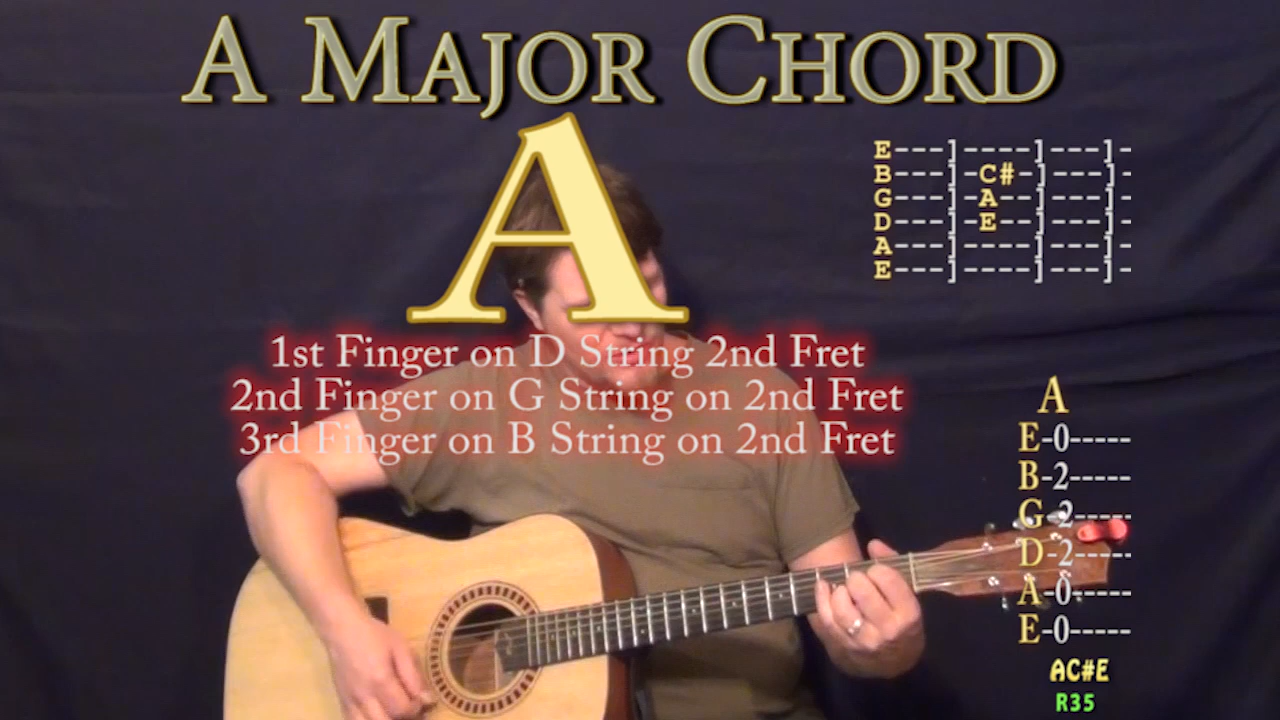 A MAJOR CHORD
A
E---]----]---]-
B---]-C#-]---]-
G---]-A--]---]-
D---]-E--]---]-
A---]----]---]-
E---]----]---]-
1st Finger on D String 2nd Fret
2nd Finger on G String on 2nd Fret
3rd Finger on B String on 2nd Fret
A
E-0-----
B-2-----
G-2-----
D-2-----
A-0-----
E-0-----
AC#E
R35